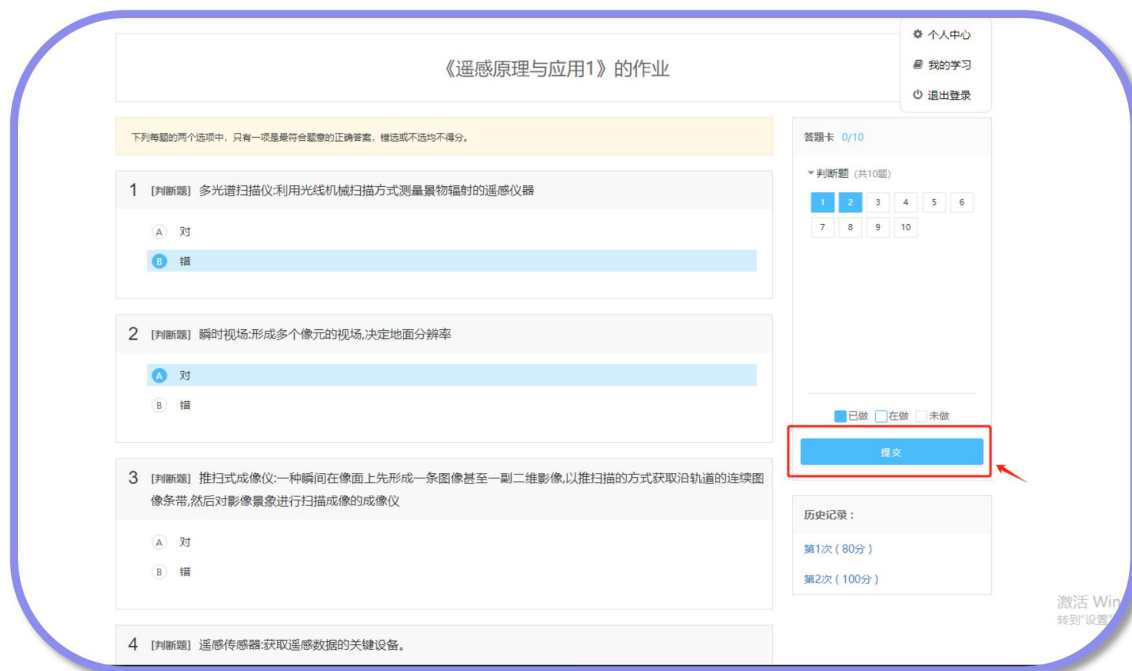 个人中心
《遥感原理与应用1》的作业
我的学习
退出登录
下列每题的两个选项中，只有一项是最符合题意的正确答案，错选或不选均不得分。
1 [判断题] 多光谱扫描仪:利用光线机械扫描方式测量景物辐射的遥感仪器
A 对
B 错
2 [判断题] 瞬时视场:形成多个像元的视场,决定地面分辨率
A 对
B 错
3 [判断题] 推扫式成像仪:一种瞬间在像面上先形成一条图像甚至一副二维影像,以推扫描的方式获取沿轨道的连续图
像条带,然后对影像景象进行扫描成像的成像仪
A 对
B 错
4 [判断题] 遥感传感器:获取遥感数据的关键设备。
答题卡 0/10
判断题 (共10题)
1 2 3 4 5 6
7 8 9 10
已做 在做 未做
提交
历史记录：
第1次 ( 80分 )
第2次 ( 100分 )
激活 Win
转到"设置"